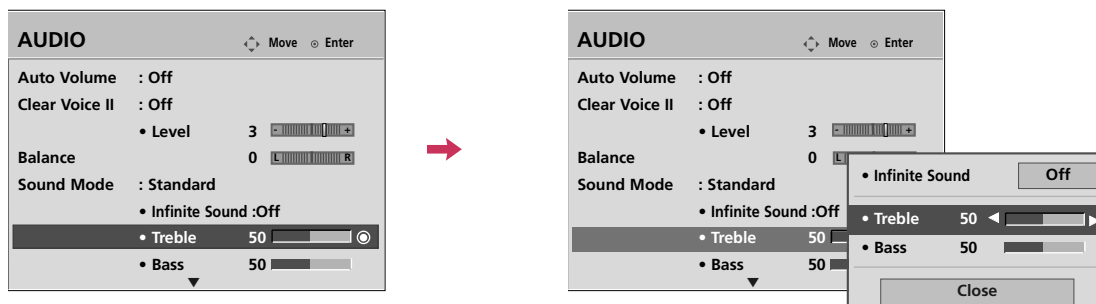 AUDIO Move Enter
Auto Volume : Off
Clear Voice II : Off
• Level 3 - +
Balance 0 L R
Sound Mode : Standard
• Infinite Sound :Off
• Treble 50
• Bass 50
AUDIO Move Enter
Auto Volume : Off
Clear Voice II : Off
• Level 3 - +
Balance 0 L
Sound Mode : Standard
• Infinite Sound :Off
• Treble 50
• Bass 50
• Infinite Sound Off
• Treble 50
• Bass 50
Close